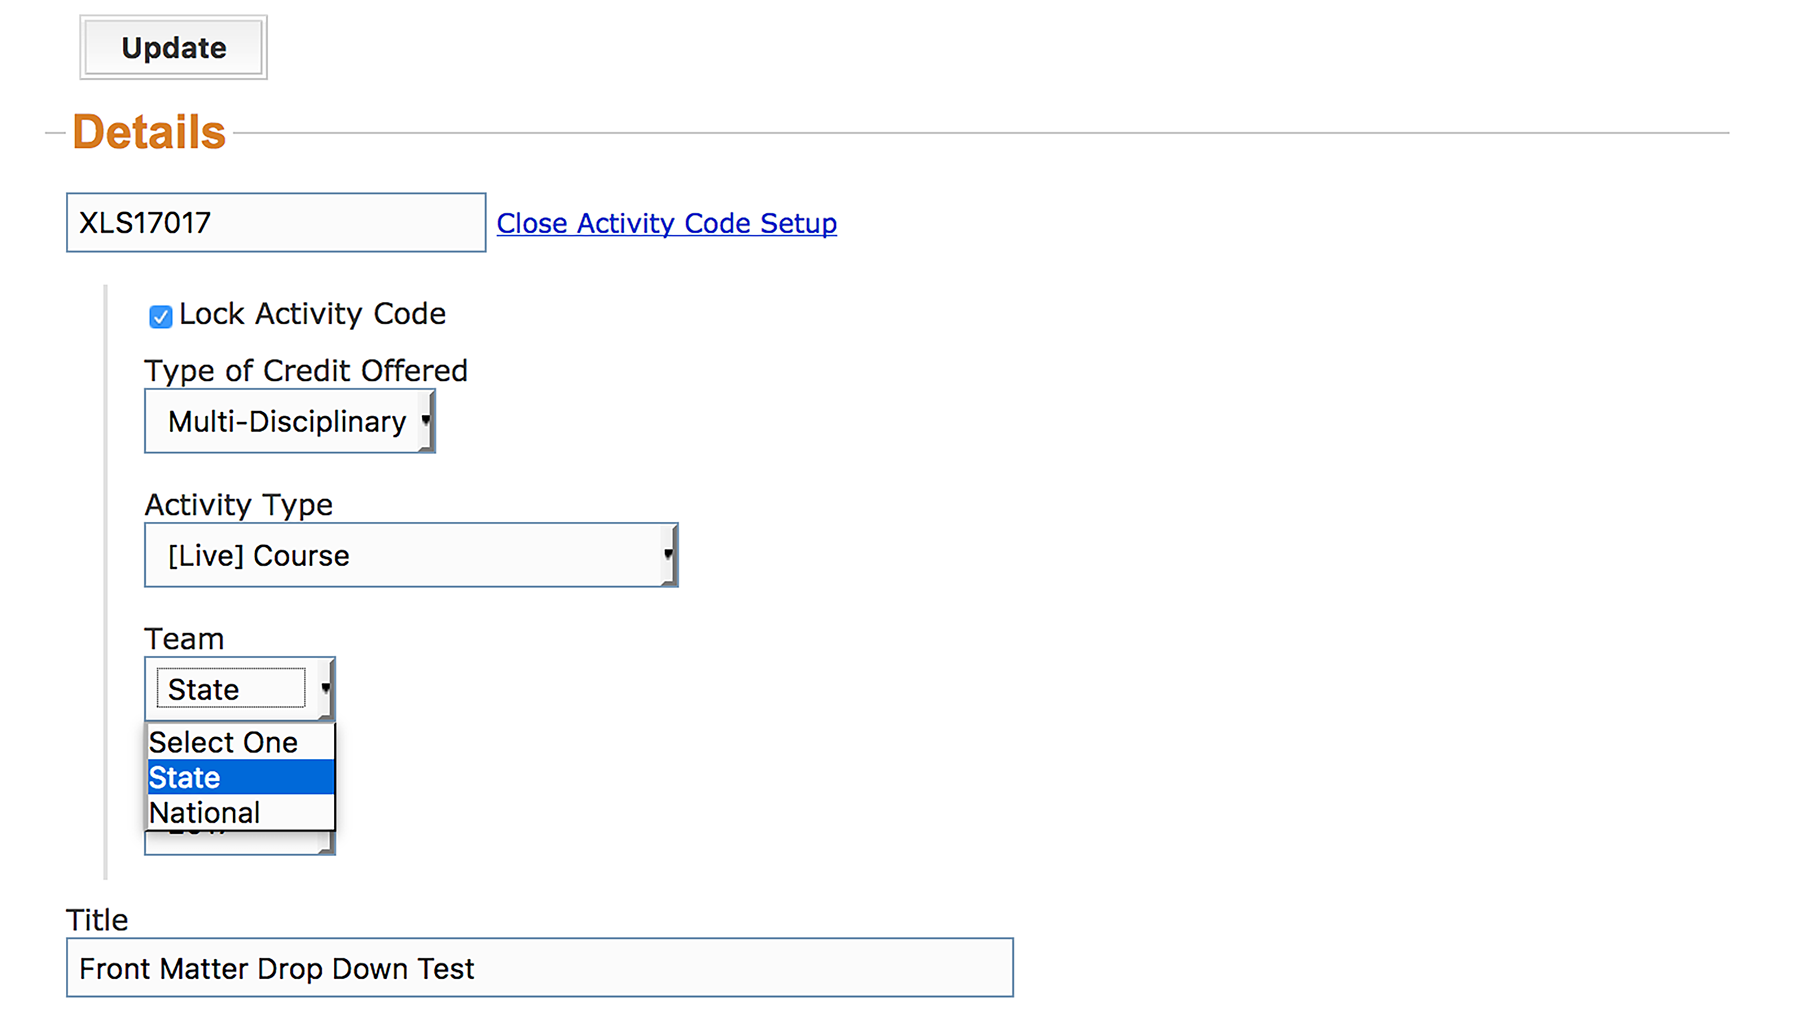 Update
Details
XLS17017 Close Activity Code Setup
Lock Activity Code
Type of Credit Offered
Multi-Disciplinary
Activity Type
[Live] Course
Team
State
Select One
State
National
Title
Front Matter Drop Down Test